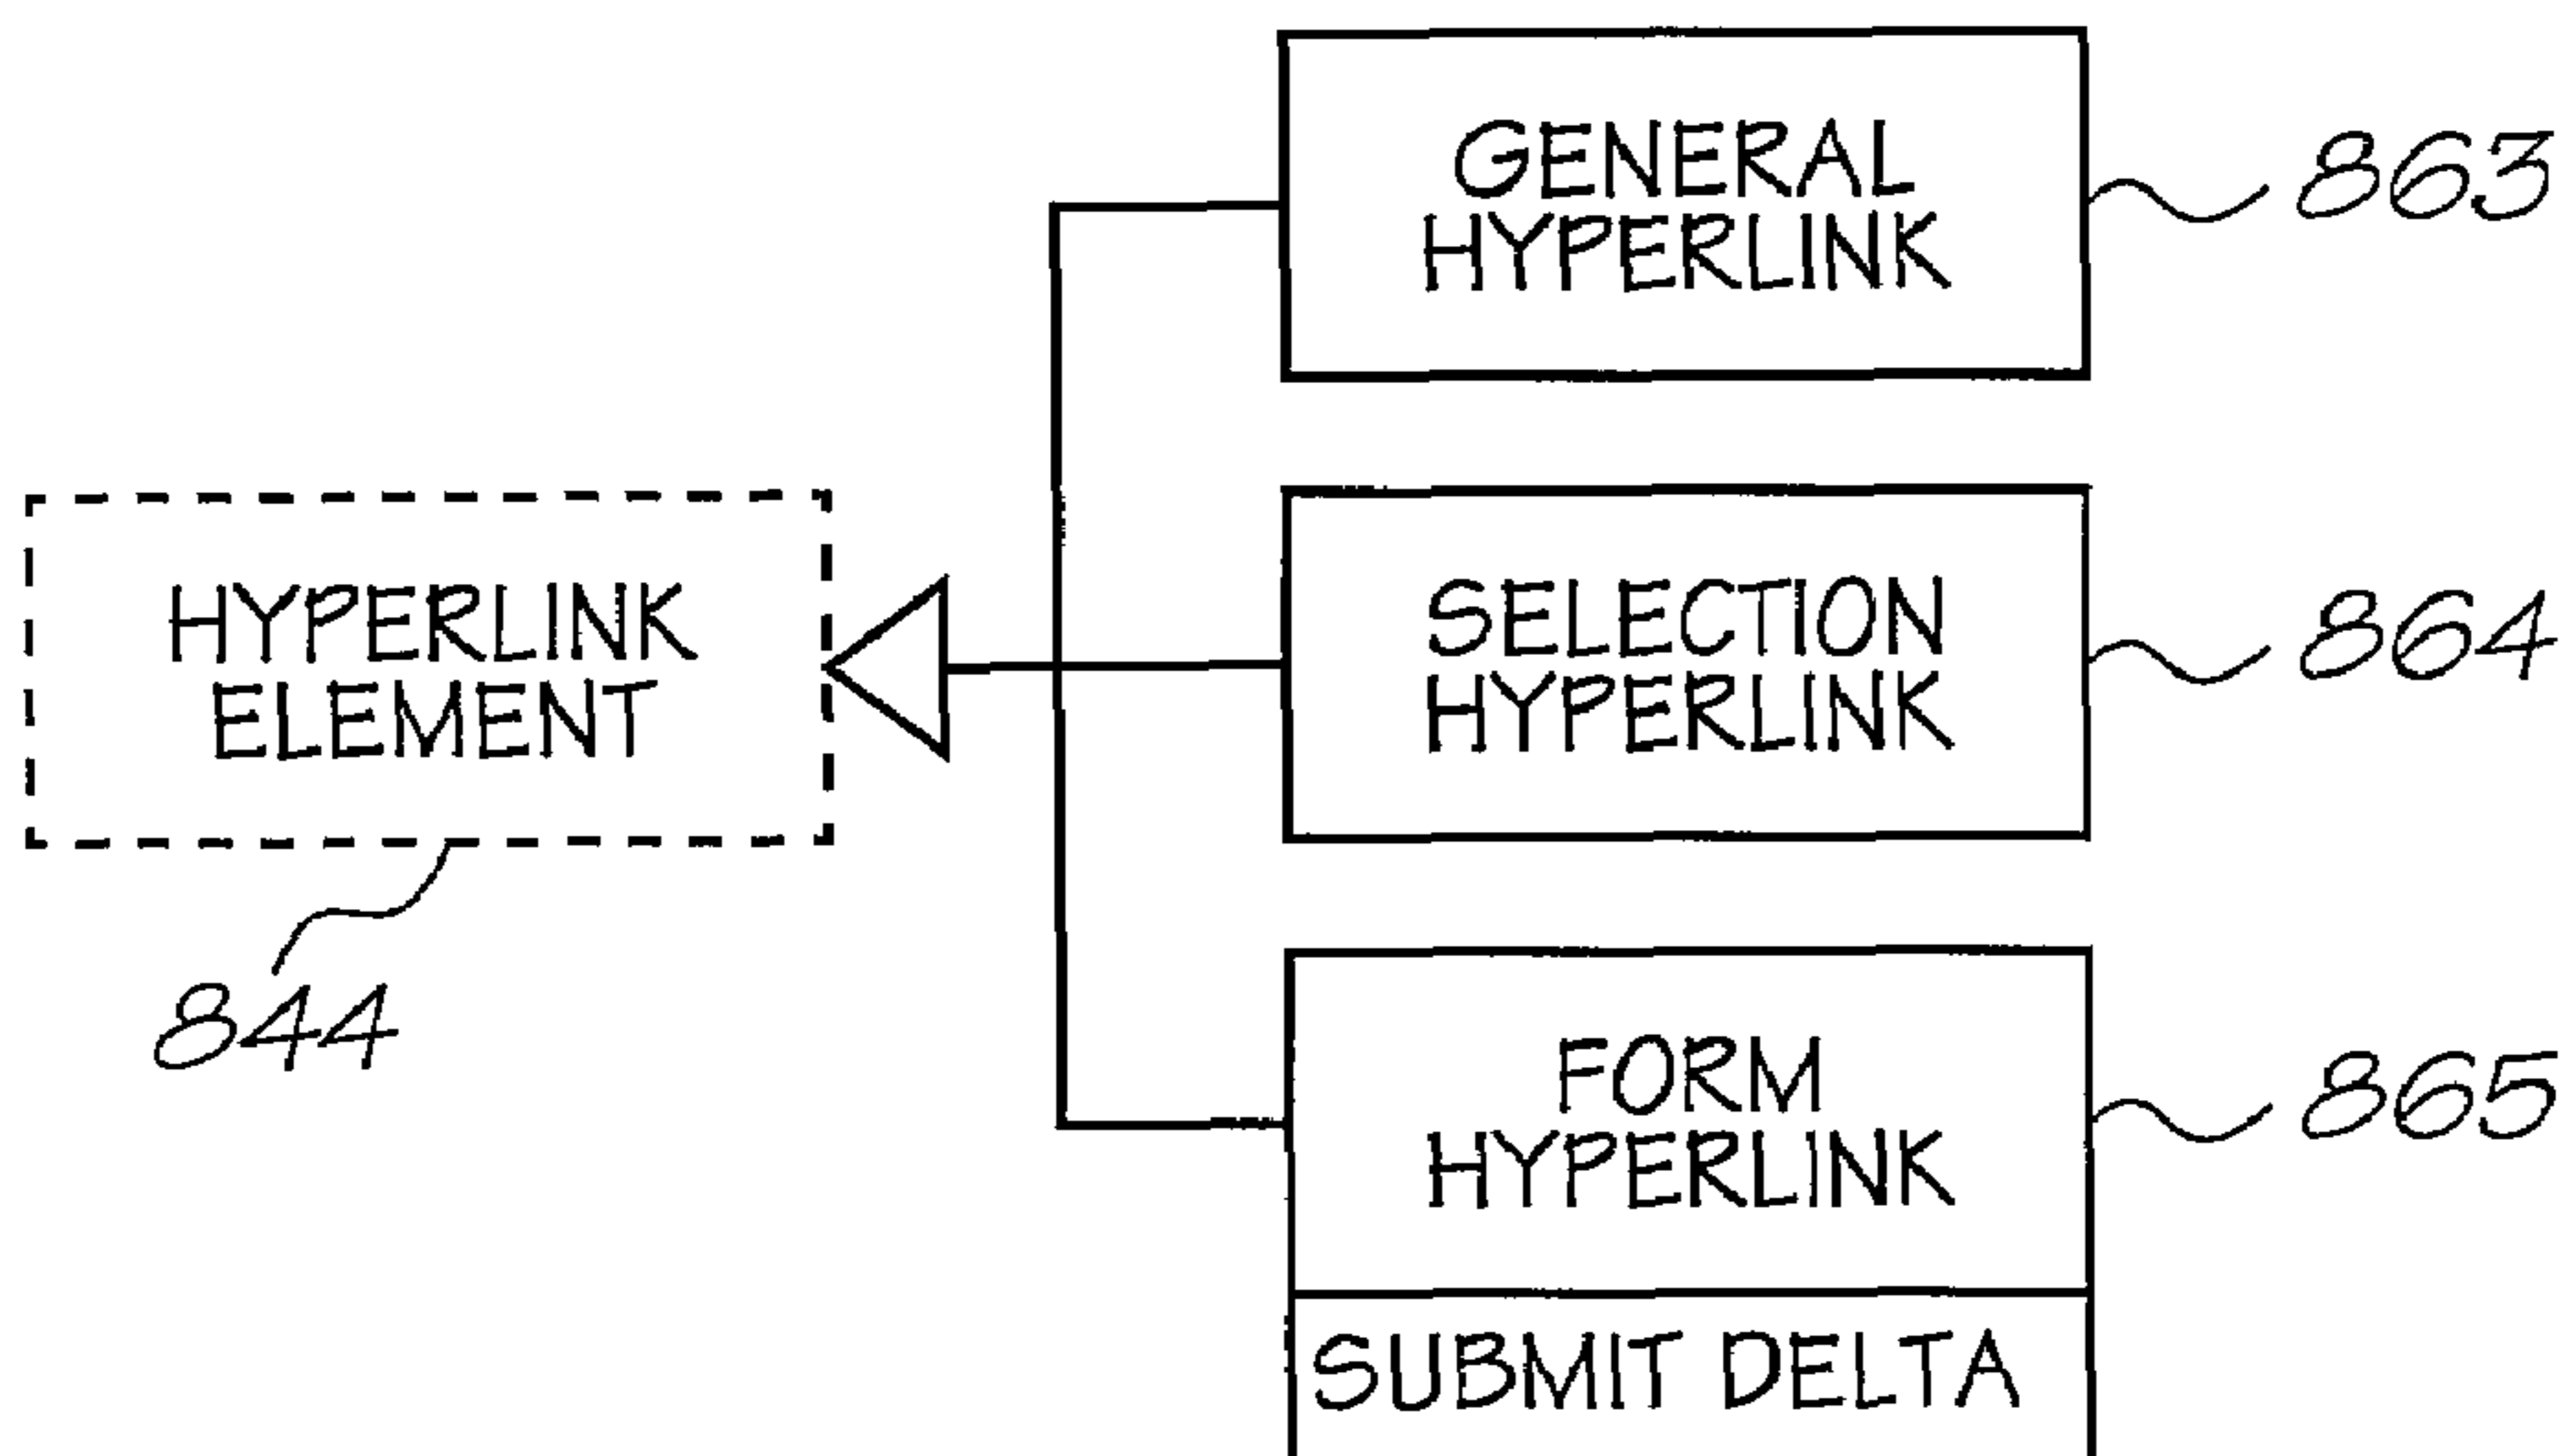 GENERAL
HYPERLINK
863
HYPERLINK
ELEMENT
844
SELECTION
HYPERLINK
864
FORM
HYPERLINK
865
SUBMIT DELTA